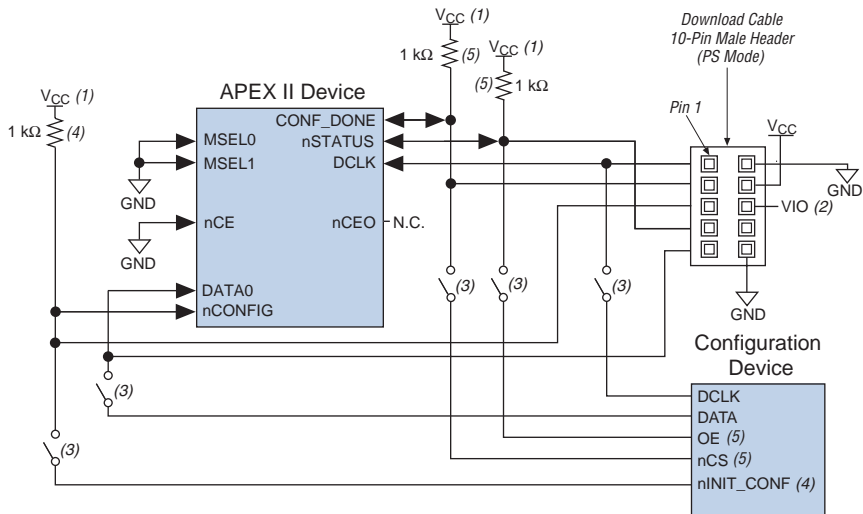 VCC (1)
1 kΩ
(5)
VCC (1)
(5)
1 kΩ
Download Cable
10-Pin Male Header
(PS Mode)
VCC (1)
1 kΩ
(4)
APEX II Device
CONF_DONE
MSEL0
nSTATUS
MSEL1
DCLK
GND
nCE
nCEO
N.C.
GND
DATA0
nCONFIG
Pin 1
VCC
GND
VIO (2)
GND
(3)
(3)
(3)
(3)
(3)
Configuration
Device
DCLK
DATA
OE (5)
nCS (5)
nINIT_CONF (4)